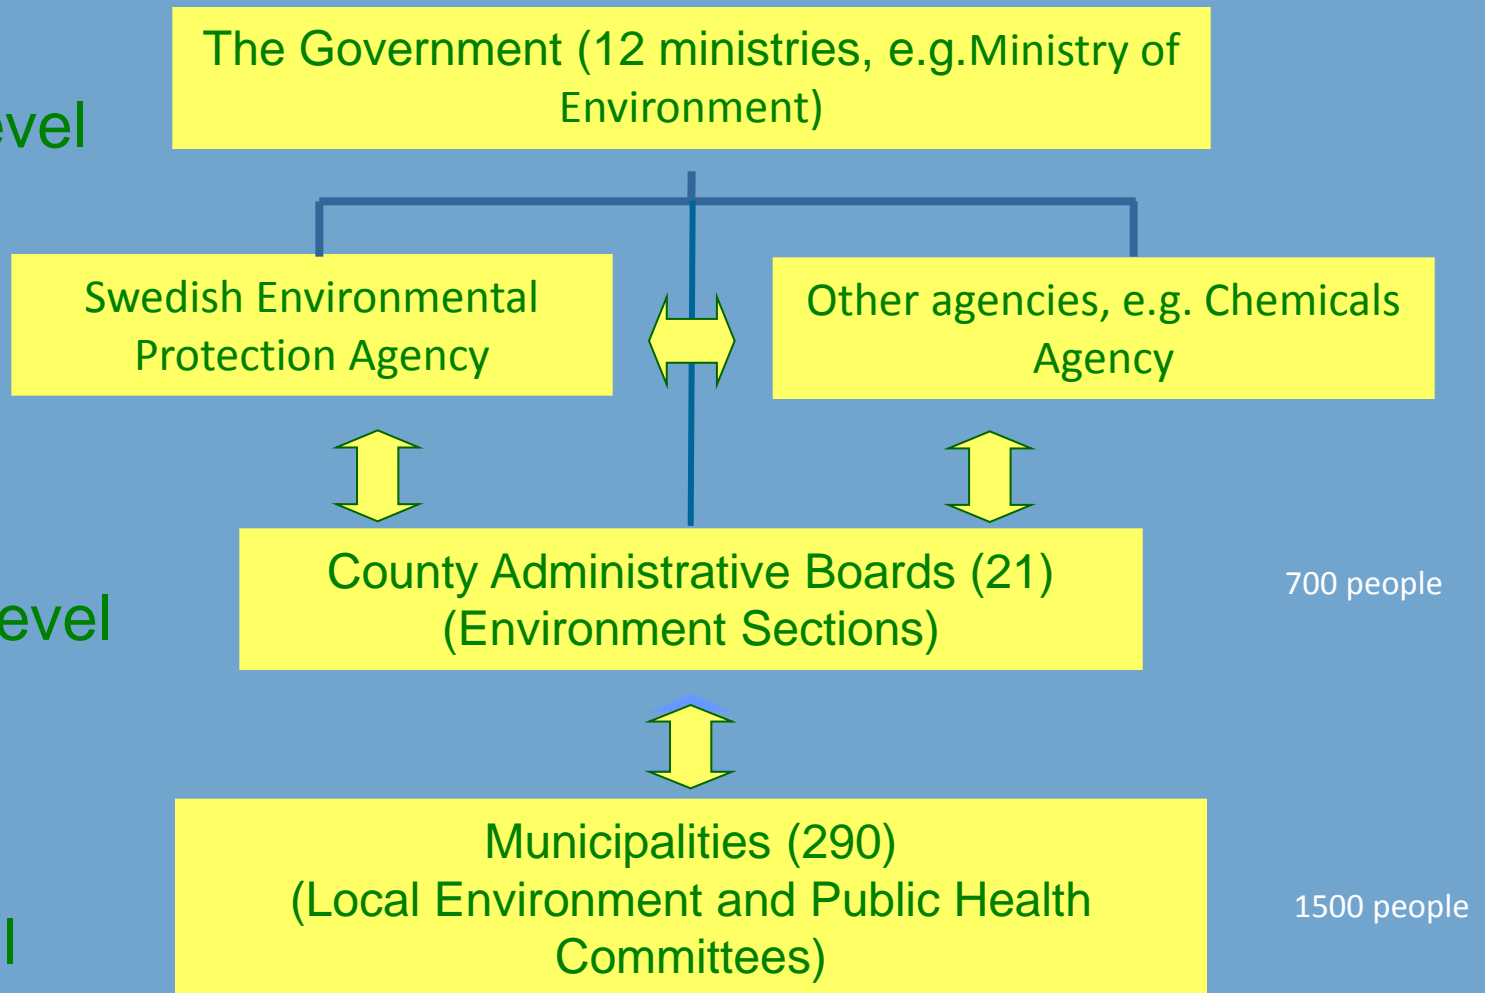 The Government (12 ministries, e.g.Ministry of
Environment)
evel
Swedish Environmental
Protection Agency
Other agencies, e.g. Chemicals
Agency
County Administrative Boards (21)
(Environment Sections)
700 people
evel
Municipalities (290)
(Local Environment and Public Health
Committees)
1500 people
l